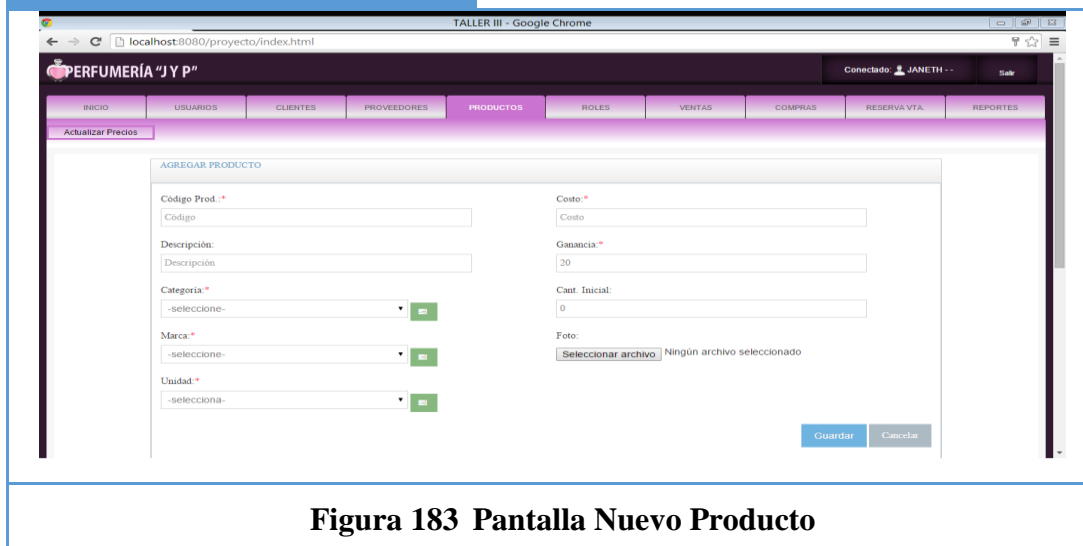 TALLER III - Google Chrome
localhost:8080/proyecto/index.html
PERFUMERÍA “J Y P”
Conectado: JANETH - -
Salir
INICIO USUARIOS CLIENTES PROVEEDORES PRODUCTOS ROLES VENTAS COMPRAS RESERVA VTA. REPORTES
Actualizar Precios
AGREGAR PRODUCTO
Código Prod.:*
Código
Descripción:
Descripción
Categoría:*
-seleccione-
Marca:*
-seleccione-
Unidad:*
-selecciona-
Costo:*
Costo
Ganancia:*
20
Cant. Inicial:
0
Foto:
Seleccionar archivo Ningún archivo seleccionado
Guardar Cancelar
Figura 183 Pantalla Nuevo Producto